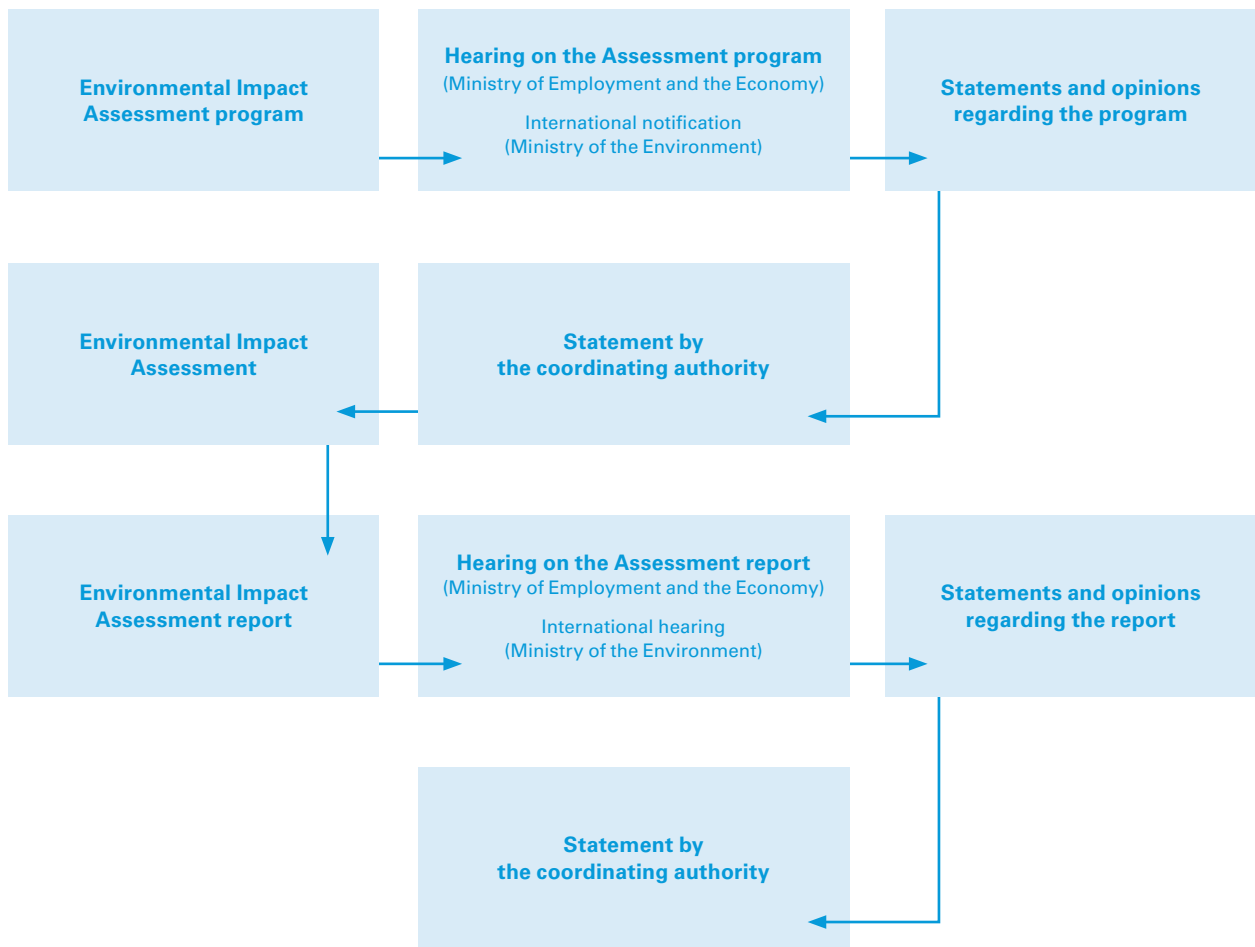 Environmental Impact
Assessment program
Hearing on the Assessment program
(Ministry of Employment and the Economy)
International notification
(Ministry of the Environment)
Statements and opinions
regarding the program
Environmental Impact
Assessment
Statement by
the coordinating authority
Environmental Impact
Assessment report
Hearing on the Assessment report
(Ministry of Employment and the Economy)
International hearing
(Ministry of the Environment)
Statements and opinions
regarding the report
Statement by
the coordinating authority